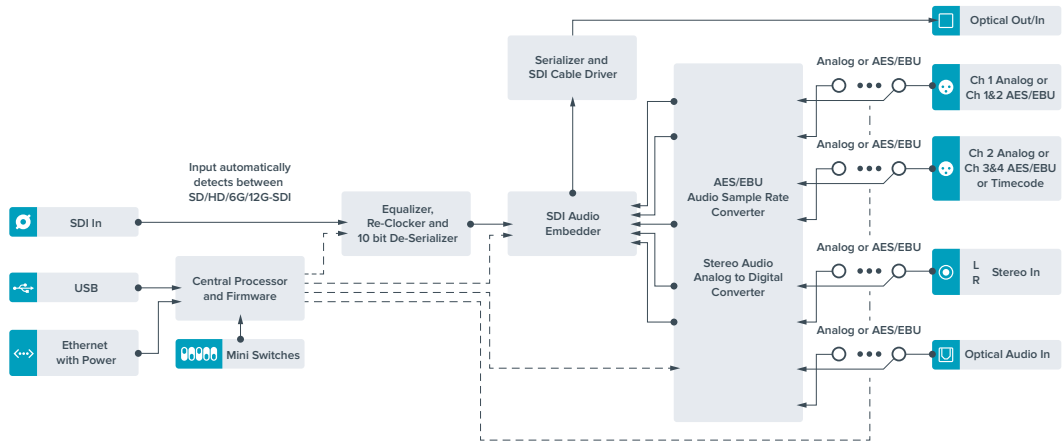 Optical Out/In
Serializer and
SDI Cable Driver
Analog or AES/EBU
Ch 1 Analog or
Ch 1&2 AES/EBU
Analog or AES/EBU
Ch 2 Analog or
Ch 3&4 AES/EBU
or Timecode
Input automatically
detects between
SD/HD/6G/12G-SDI
AES/EBU
Audio Sample Rate
Converter
SDI In
Equalizer,
Re-Clocker and
10 bit De-Serializer
SDI Audio
Embedder
Analog or AES/EBU
Stereo Audio
Analog to Digital
Converter
L
R
Stereo In
USB
Central Processor
and Firmware
Analog or AES/EBU
Ethernet
with Power
Mini Switches
Optical Audio In